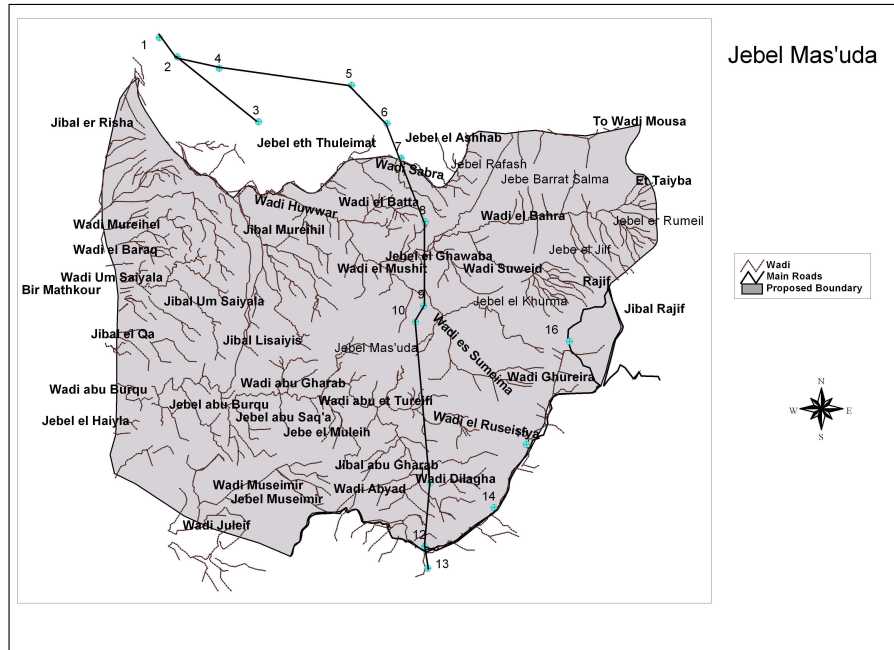 Jebel Mas'uda
1
2
4
3
5
6
7
Jibal er Risha
Jebel eth Thuleimat
Jebel el Ashhab
To Wadi Mousa
Wadi Sabra
Jebel Rafash
Jebe Barrat Salma
Et Taiyba
Wadi Huwwar
Wadi el Batta
8
Wadi el Bahra
Jebel er Rumeil
Wadi Mureihel
Jibal Mureihil
Wadi el Baraq
Jebel el Ghawaba
Jebe et Jilf
Wadi el Mushit
Wadi Suweid
Wadi Um Saiyala
Bir Mathkour
Rajif
Jibal Um Saiyala
9
Jebel el Khurma
Jibal Rajif
10
Jibal el Qa
Jibal Lisaiyis
Jebel Mas'uda
Wadi es Sumeima
16
Wadi abu Burqu
Wadi abu Gharab
Wadi Ghureira
Jebel abu Burqu
Wadi abu et Tureifi
Jebel el Haiyla
Jebel abu Saq'a
Jebe el Muleih
Wadi el Ruseisiya
Jibal abu Gharab
Wadi Museimir
Wadi Abyad
Wadi Dilagha
Jebel Museimir
14
Wadi Juleif
12
13
Wadi
Main Roads
Proposed Boundary
N
W
E
S